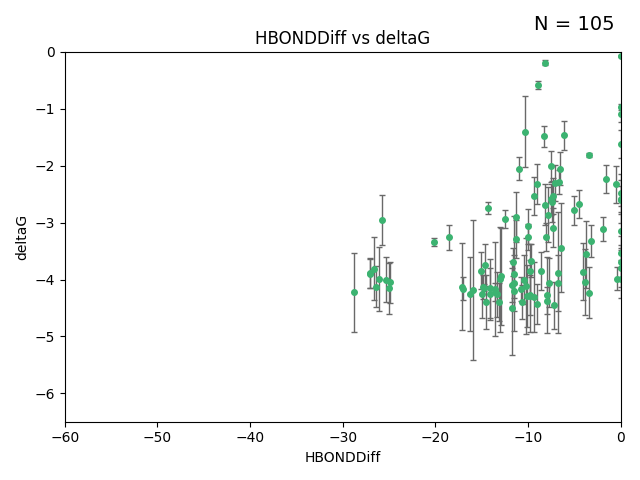 N = 105
HBONDDiff vs deltaG
0
−1
−2
−3
−4
−5
−6
deltaG
−60 −50 −40 −30 −20 −10 0
HBONDDiff